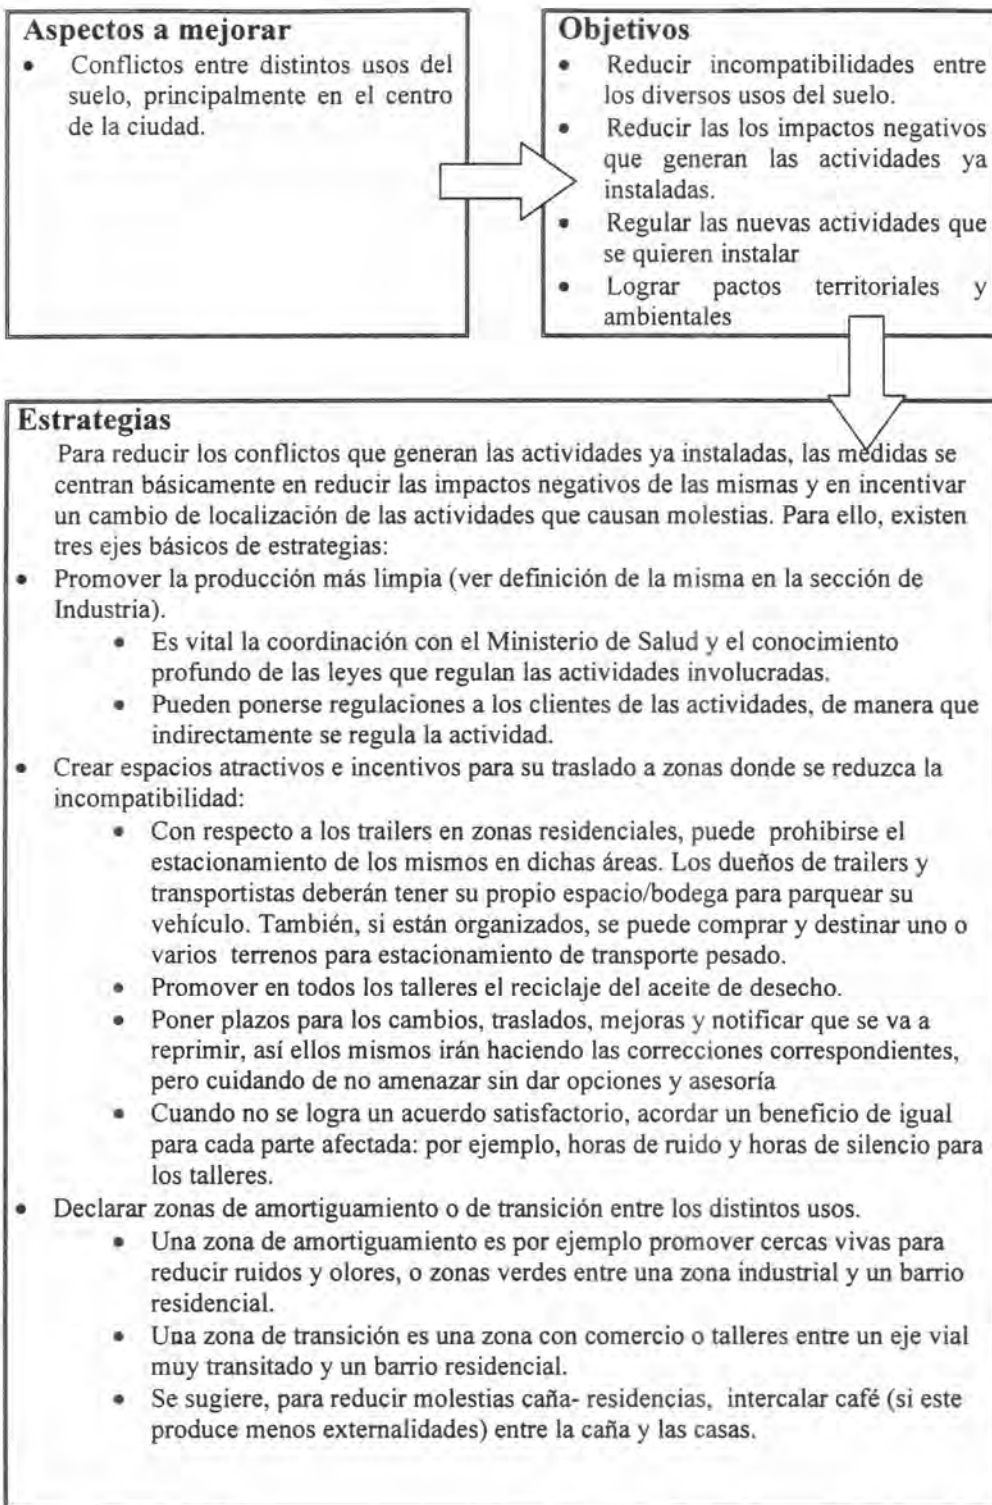 Aspectos a mejorar
• Conflictos entre distintos usos del
suelo, principalmente en el centro
de la ciudad.
Objetivos
• Reducir incompatibilidades entre
los diversos usos del suelo.
• Reducir las los impactos negativos
que generan las actividades ya
instaladas.
• Regular las nuevas actividades que
se quieren instalar
• Lograr pactos territoriales y
ambientales
Estrategias
Para reducir los conflictos que generan las actividades ya instaladas, las medidas se
centran básicamente en reducir las impactos negativos de las mismas y en incentivar
un cambio de localización de las actividades que causan molestias. Para ello, existen
tres ejes básicos de estrategias:
• Promover la producción más limpia (ver definición de la misma en la sección de
Industria).
• Es vital la coordinación con el Ministerio de Salud y el conocimiento
profundo de las leyes que regulan las actividades involucradas.
• Pueden ponerse regulaciones a los clientes de las actividades, de manera que
indirectamente se regula la actividad.
• Crear espacios atractivos e incentivos para su traslado a zonas donde se reduzca la
incompatibilidad:
• Con respecto a los trailers en zonas residenciales, puede prohibirse el
estacionamiento de los mismos en dichas áreas. Los dueños de trailers y
transportistas deberán tener su propio espacio/bodega para parquear su
vehículo. También, si están organizados, se puede comprar y destinar uno o
varios terrenos para estacionamiento de transporte pesado.
• Promover en todos los talleres el reciclaje del aceite de desecho.
• Poner plazos para los cambios, traslados, mejoras y notificar que se va a
reprimir, así ellos mismos irán haciendo las correcciones correspondientes,
pero cuidando de no amenazar sin dar opciones y asesoría
• Cuando no se logra un acuerdo satisfactorio, acordar un beneficio de igual
para cada parte afectada: por ejemplo, horas de ruido y horas de silencio para
los talleres.
• Declarar zonas de amortiguamiento o de transición entre los distintos usos.
• Una zona de amortiguamiento es por ejemplo promover cercas vivas para
reducir ruidos y olores, o zonas verdes entre una zona industrial y un barrio
residencial.
• Una zona de transición es una zona con comercio o talleres entre un eje vial
muy transitado y un barrio residencial.
• Se sugiere, para reducir molestias caña- residencias, intercalar café (si este
produce menos externalidades) entre la caña y las casas.